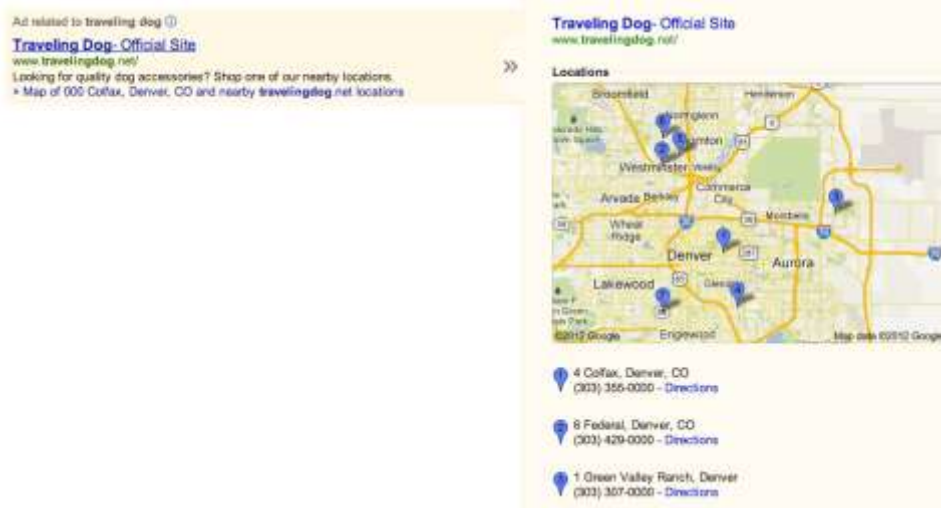 Ad related to traveling dog
Traveling Dog- Official Site
www.travelingdog.net/
Looking for quality dog accessories? Shop one of our nearby locations.
+ Map of 000 Colfax, Denver, CO and nearby travelingdog.net locations
»
Traveling Dog- Official Site
www.travelingdog.net/
Locations
Broomfield
Henderson
Northglenn
Thornton
Westminster
Arvada
Berkley
Commerce
City
Wheat
Ridge
Montbello
Denver
Aurora
Lakewood
Glendale
Englewood
©2012 Google
Map data ©2012 Google
4 Colfax, Denver, CO
(303) 355-0000 - Directions
6 Federal, Denver, CO
(303) 429-0000 - Directions
1 Green Valley Ranch, Denver
(303) 307-0000 - Directions